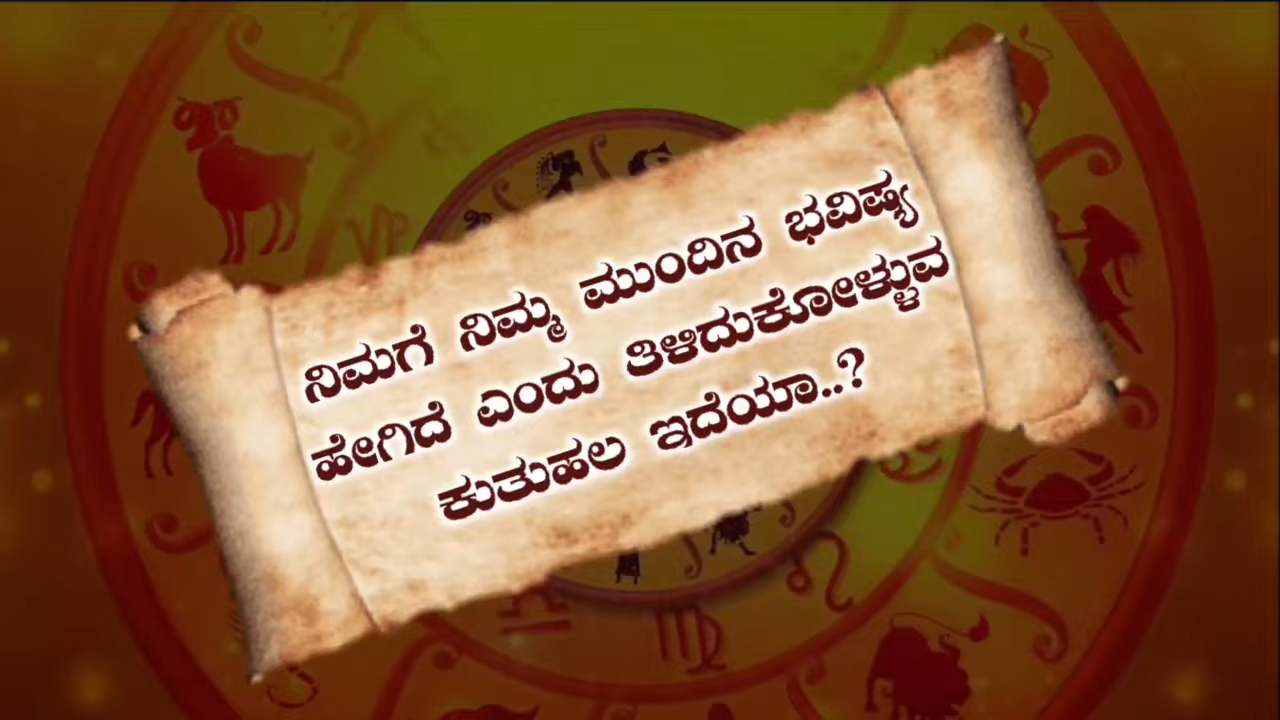 ನಿಮಗೆ ನಿಮ್ಮ ಮುಂದಿನ ಭವಿಷ್ಯ
ಹೇಗಿದೆ ಎಂದು ತಿಳಿದುಕೋಳ್ಳುವ
ಕುತುಹಲ ಇದೆಯಾ..?